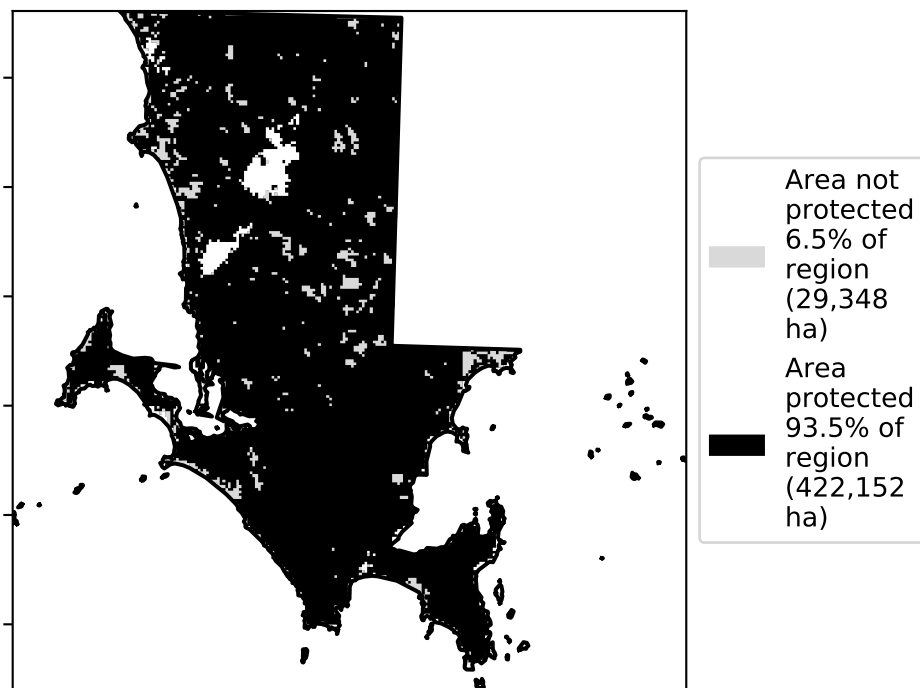 Area not
protected
6.5% of
region
(29,348
ha)
Area
protected
93.5% of
region
(422,152
ha)